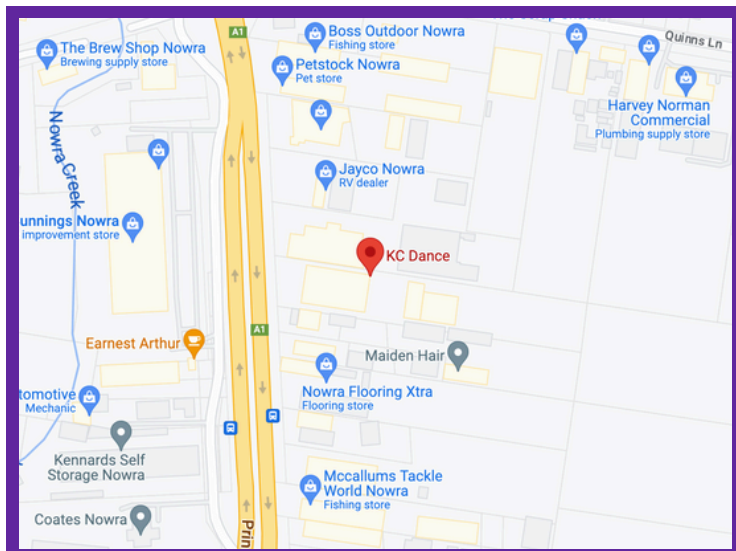 A1
Boss Outdoor Nowra
Fishing store
Quinns Ln
The Brew Shop Nowra
Brewing supply store
Petstock Nowra
Pet store
Harvey Norman
Commercial
Plumbing supply store
Nowra Creek
Jayco Nowra
RV dealer
unnings Nowra
improvement store
KC Dance
A1
Earnest Arthur
Maiden Hair
Nowra Flooring Xtra
Flooring store
tomotive
Mechanic
Kennards Self
Storage Nowra
Mccallums Tackle
World Nowra
Fishing store
Coates Nowra
Prin